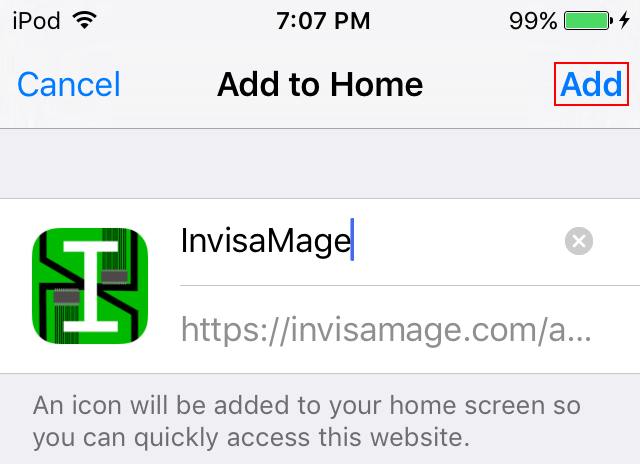 iPod 7:07 PM 99%
Cancel Add to Home Add
I InvisaMage
https://invisamage.com/a...
An icon will be added to your home screen so
you can quickly access this website.